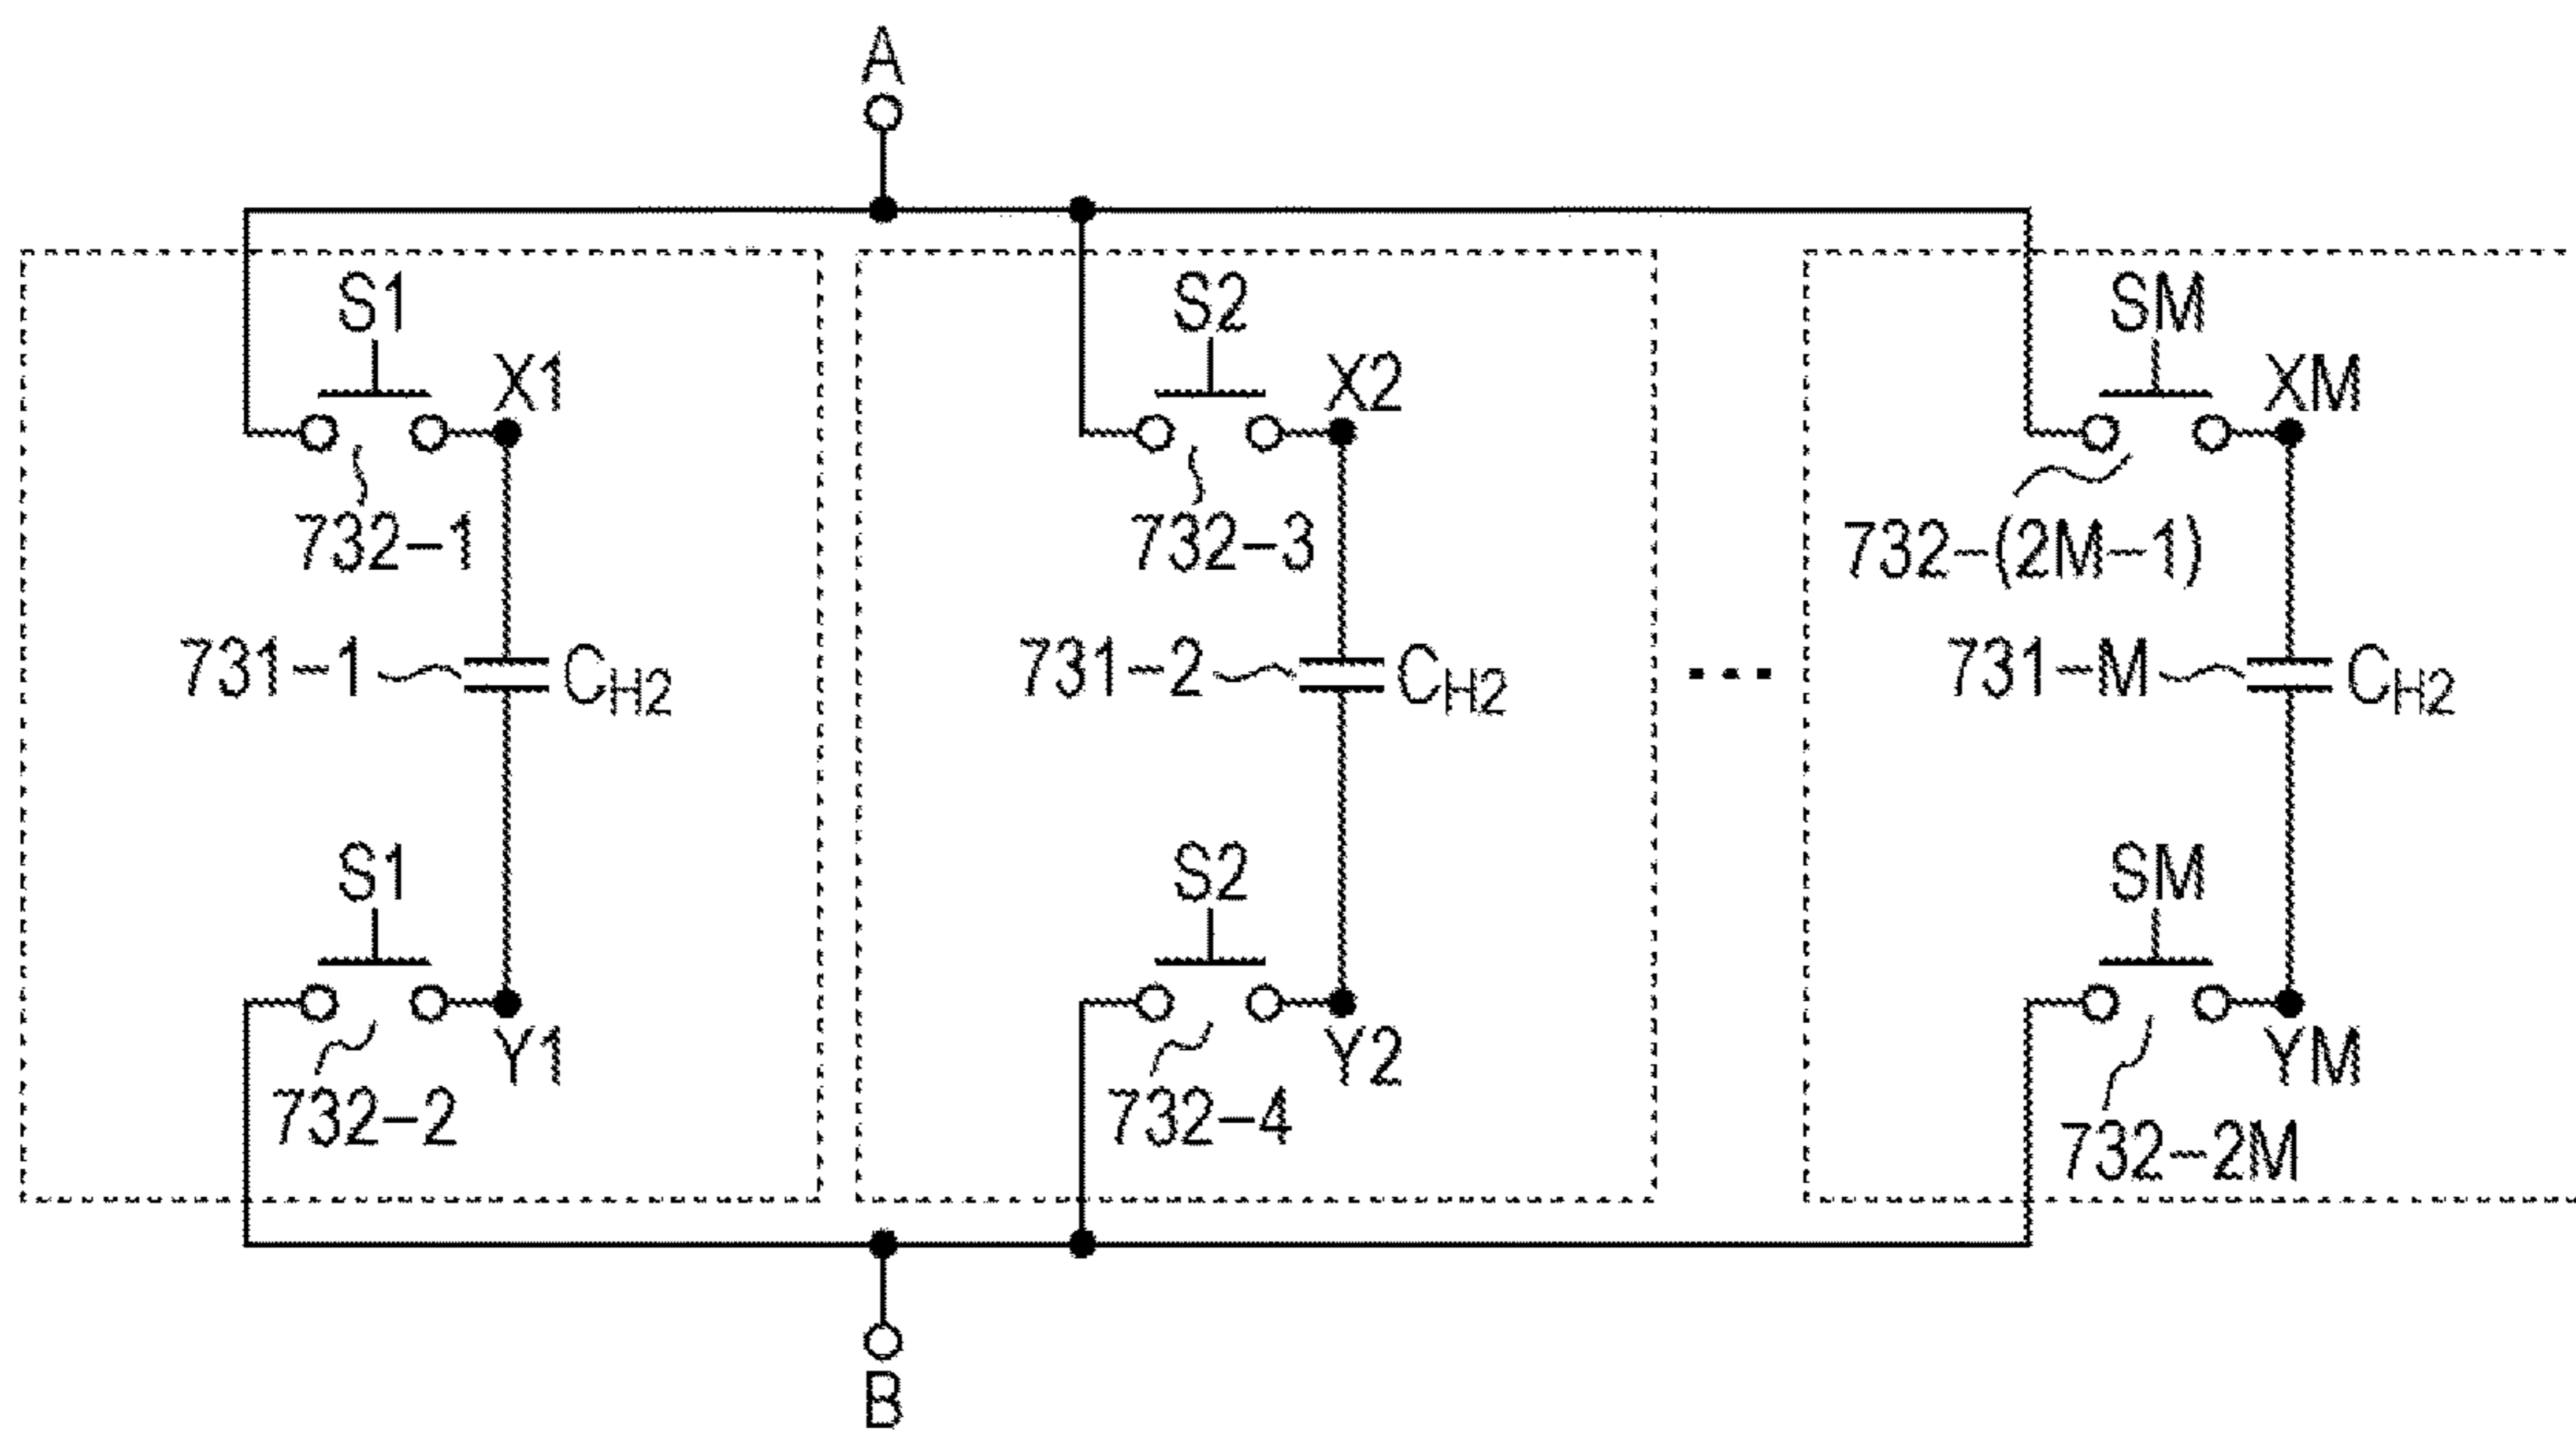 A
S1
S2
SM
X1
X2
XM
732-1
732-3
732-(2M-1)
731-1
CH2
731-2
CH2
...
731-M
CH2
S1
S2
SM
Y1
Y2
YM
732-2
732-4
732-2M
B